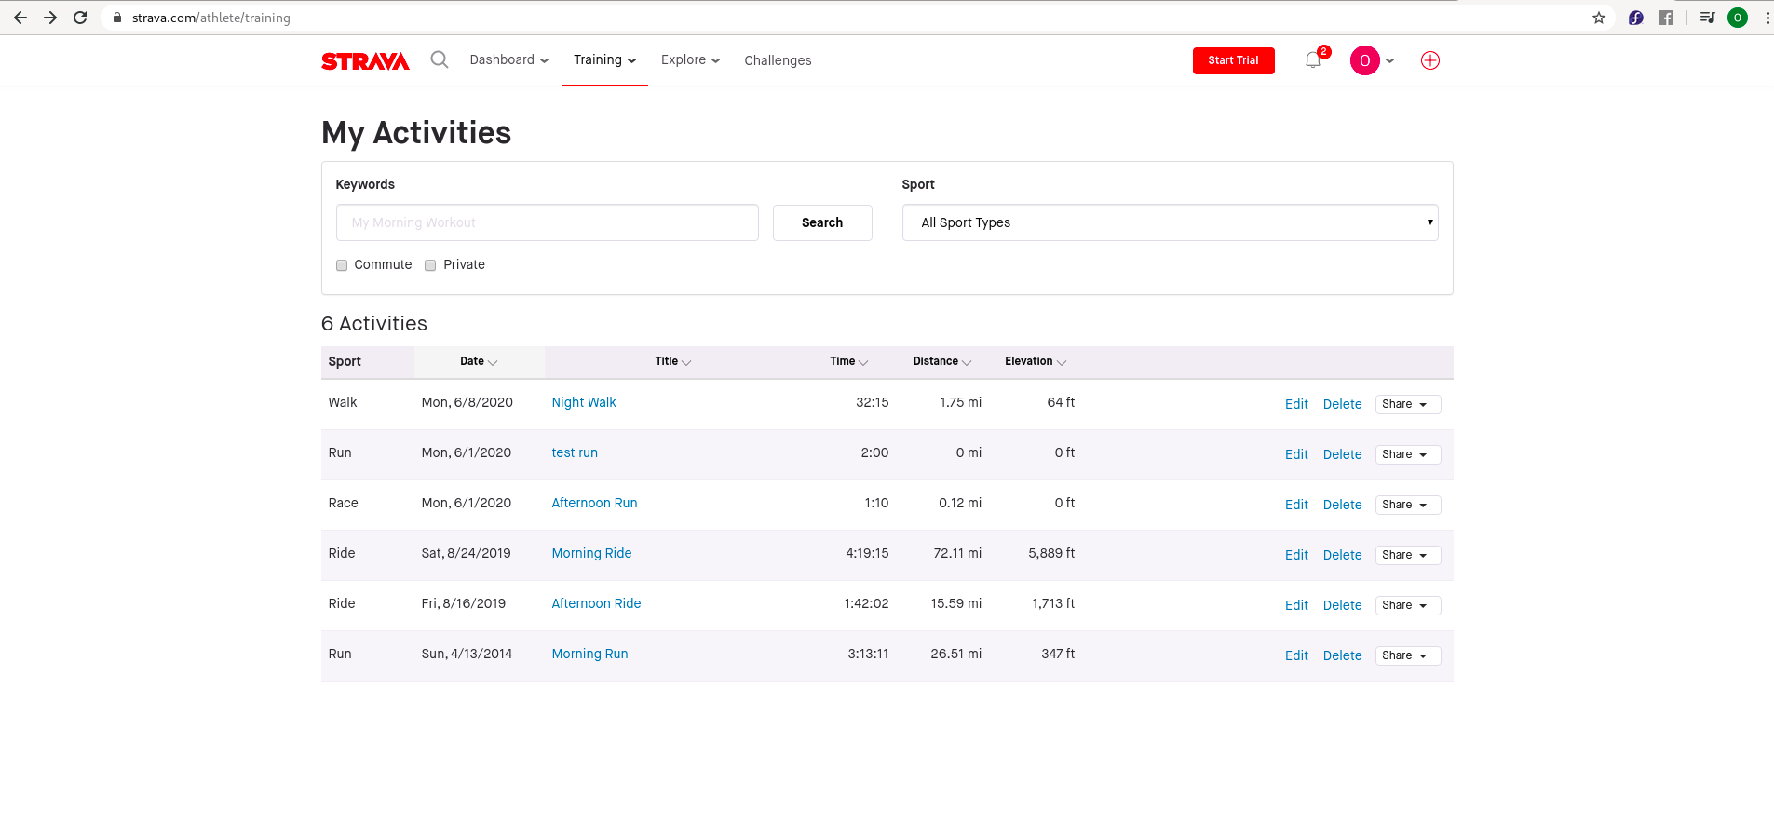 strava.com/athlete/training
O
STRAVA Dashboard Training Explore Challenges Start Trial 2 O
My Activities
Keywords Sport
My Morning Workout Search All Sport Types
Commute Private
6 Activities
Sport Date Title Time Distance Elevation
Walk Mon, 6/8/2020 Night Walk 32:15 1.75 mi 64 ft Edit Delete Share
Run Mon, 6/1/2020 test run 2:00 0 mi 0 ft Edit Delete Share
Race Mon, 6/1/2020 Afternoon Run 1:10 0.12 mi 0 ft Edit Delete Share
Ride Sat, 8/24/2019 Morning Ride 4:19:15 72.11 mi 5,889 ft Edit Delete Share
Ride Fri, 8/16/2019 Afternoon Ride 1:42:02 15.59 mi 1,713 ft Edit Delete Share
Run Sun, 4/13/2014 Morning Run 3:13:11 26.51 mi 347 ft Edit Delete Share